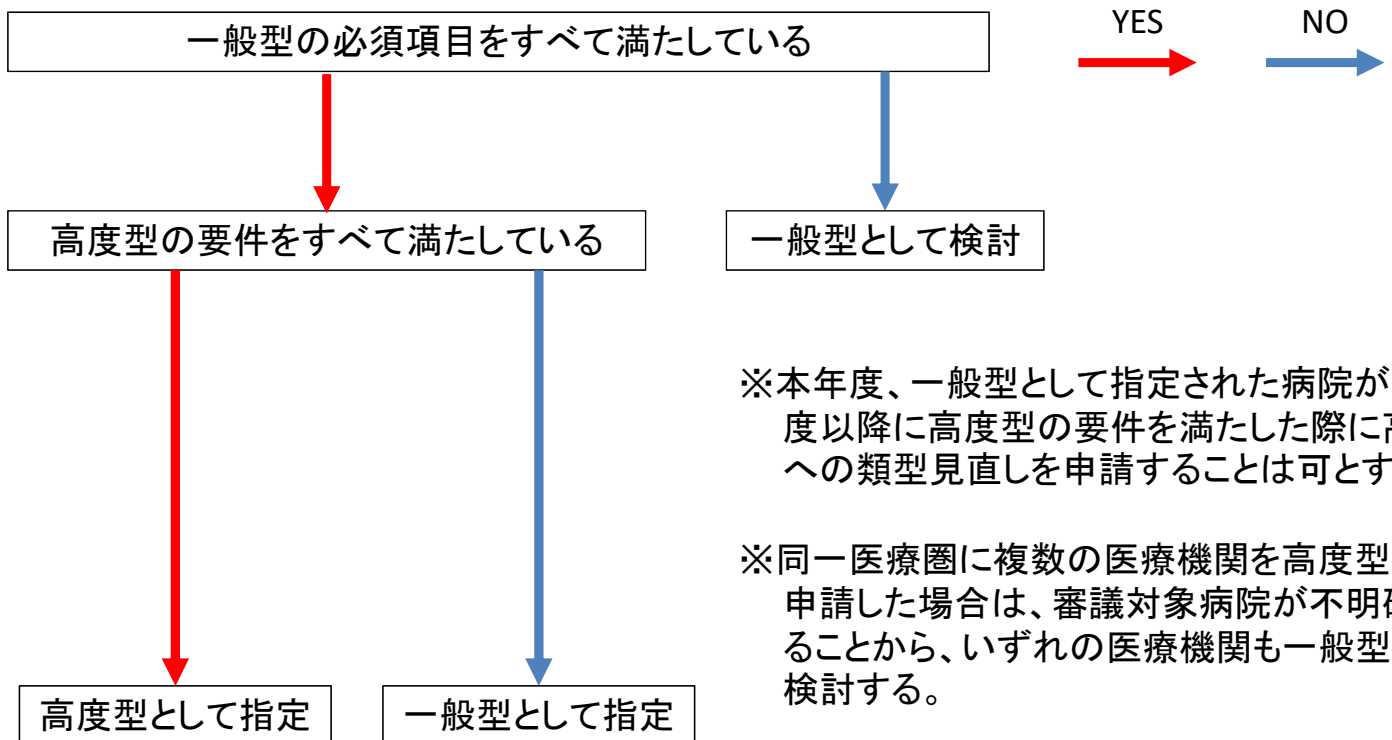 一般型の必須項目をすべて満たしている
YES
NO
高度型の要件をすべて満たしている
一般型として検討
※本年度、一般型として指定された病院が
度以降に高度型の要件を満たした際に
への類型見直しを申請することは可とす
※同一医療圏に複数の医療機関を高度型
申請した場合は、審議対象病院が不明
ることから、いずれの医療機関も一般型
検討する。
高度型として指定
一般型として指定